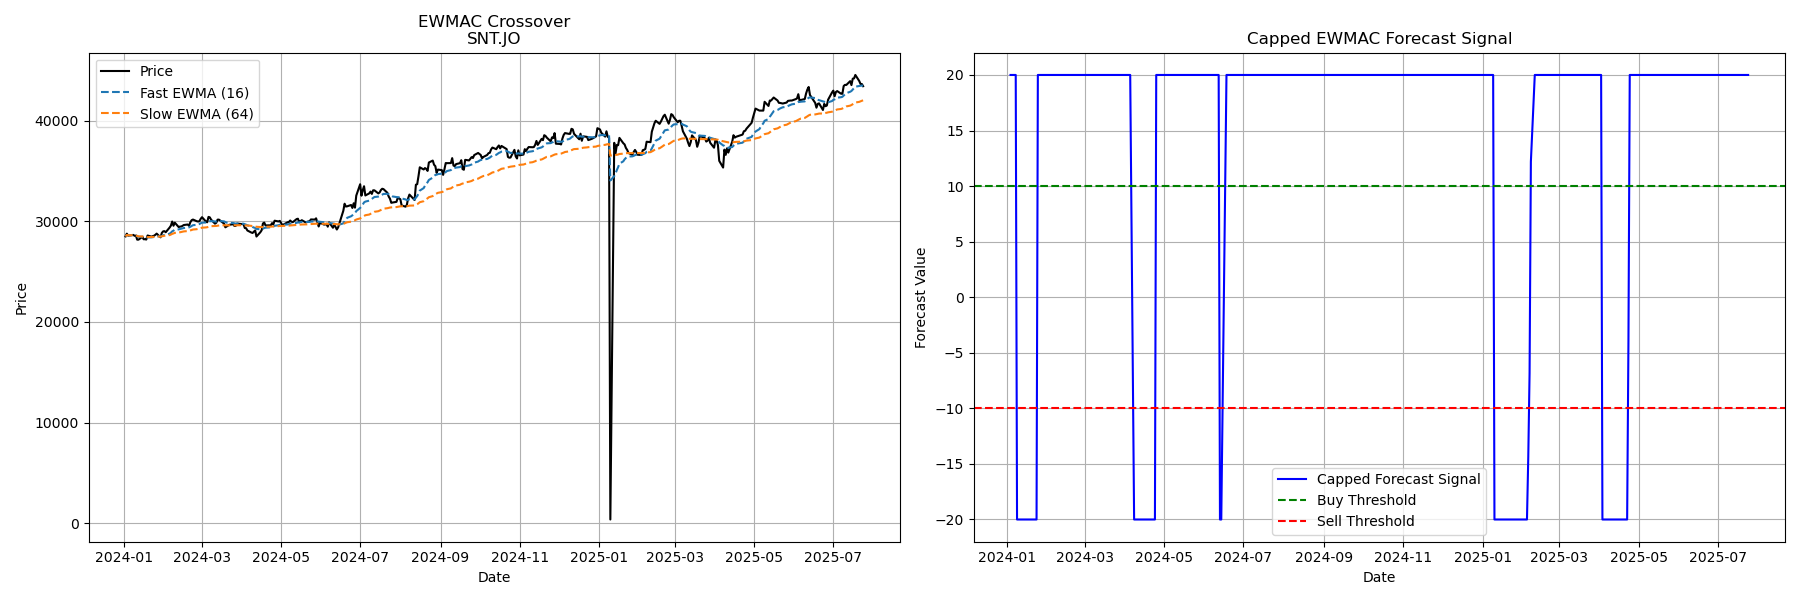 EWMAC Crossover
SNT.JO
Price
Fast EWMA (16)
Slow EWMA (64)
40000
30000
20000
10000
0
Price
2024-01 2024-03 2024-05 2024-07 2024-09 2024-11 2025-01 2025-03 2025-05 2025-07
Date
Capped EWMAC Forecast Signal
20
15
10
5
0
−5
−10
−15
−20
Forecast Value
Capped Forecast Signal
Buy Threshold
Sell Threshold
2024-01 2024-03 2024-05 2024-07 2024-09 2024-11 2025-01 2025-03 2025-05 2025-07
Date